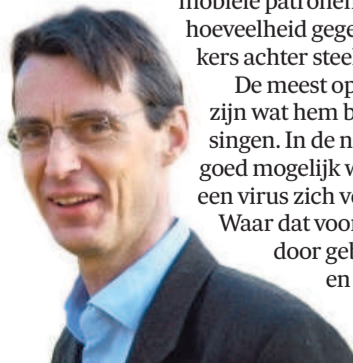 mobiele patronen
hoeveelheid gege
kers achter steel
De meest op
zijn wat hem b
singen. In de n
goed mogelijk w
een virus zich v
Waar dat voor
door geb
en